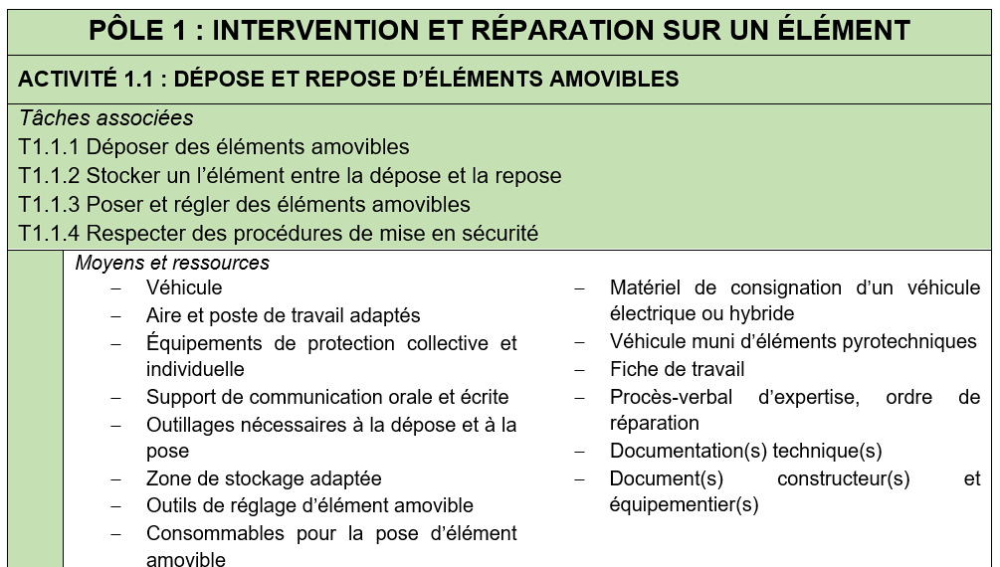 PÔLE 1 : INTERVENTION ET RÉPARATION SUR UN ÉLÉMENT
ACTIVITÉ 1.1 : DÉPOSE ET REPOSE D’ÉLÉMENTS AMOVIBLES
Tâches associées
T1.1.1 Déposer des éléments amovibles
T1.1.2 Stocker un l’élément entre la dépose et la repose
T1.1.3 Poser et régler des éléments amovibles
T1.1.4 Respecter des procédures de mise en sécurité
Moyens et ressources
– Véhicule
– Aire et poste de travail adaptés
– Équipements de protection collective et
individuelle
– Support de communication orale et écrite
– Outillages nécessaires à la dépose et à la
pose
– Zone de stockage adaptée
– Outils de réglage d’élément amovible
– Consommables pour la pose d’élément
amovible
– Matériel de consignation d’un véhicule
électrique ou hybride
– Véhicule muni d’éléments pyrotechniques
– Fiche de travail
– Procès-verbal d’expertise, ordre de
réparation
– Documentation(s) technique(s)
– Document(s) constructeur(s) et
équipementier(s)